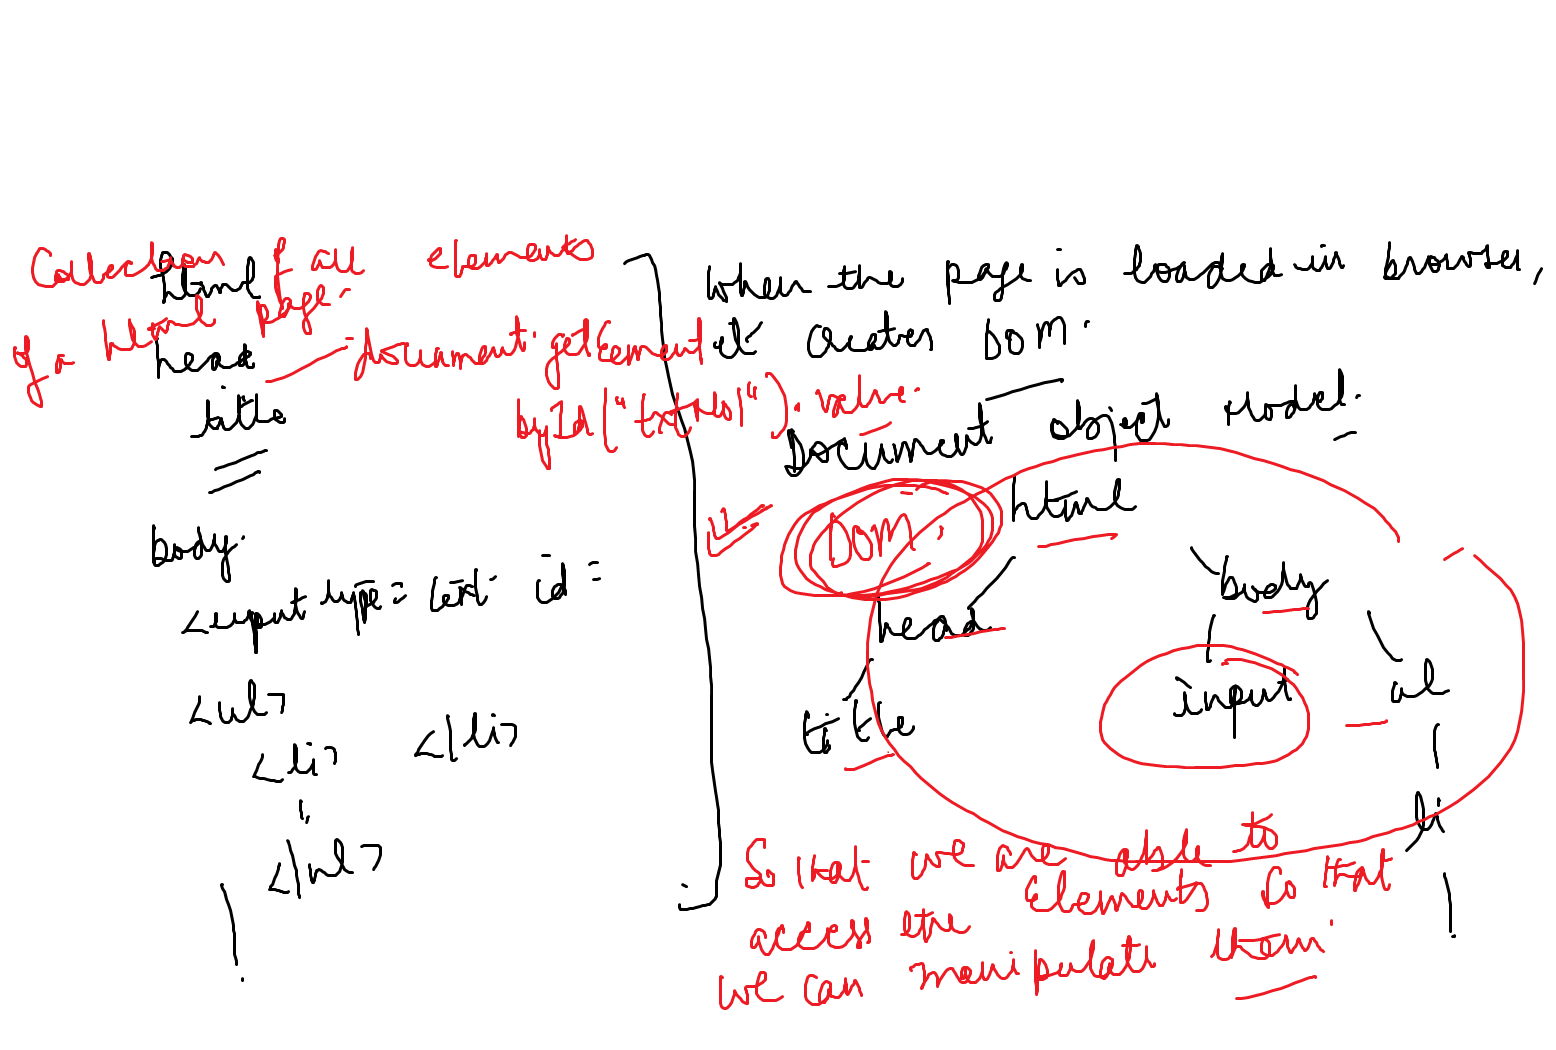 Collection of all elements
of a html page.
html
head
title
document.getElement
byId("txtNo1").value.
body.
<input type = text id =
<ul>
<li> </li>
</ul>
When the page is loaded in browser,
it creates DOM.
Document object Model.
DOM.
html
head body
title input ul
li
So that we are able to
access the Elements so that
we can manipulate them